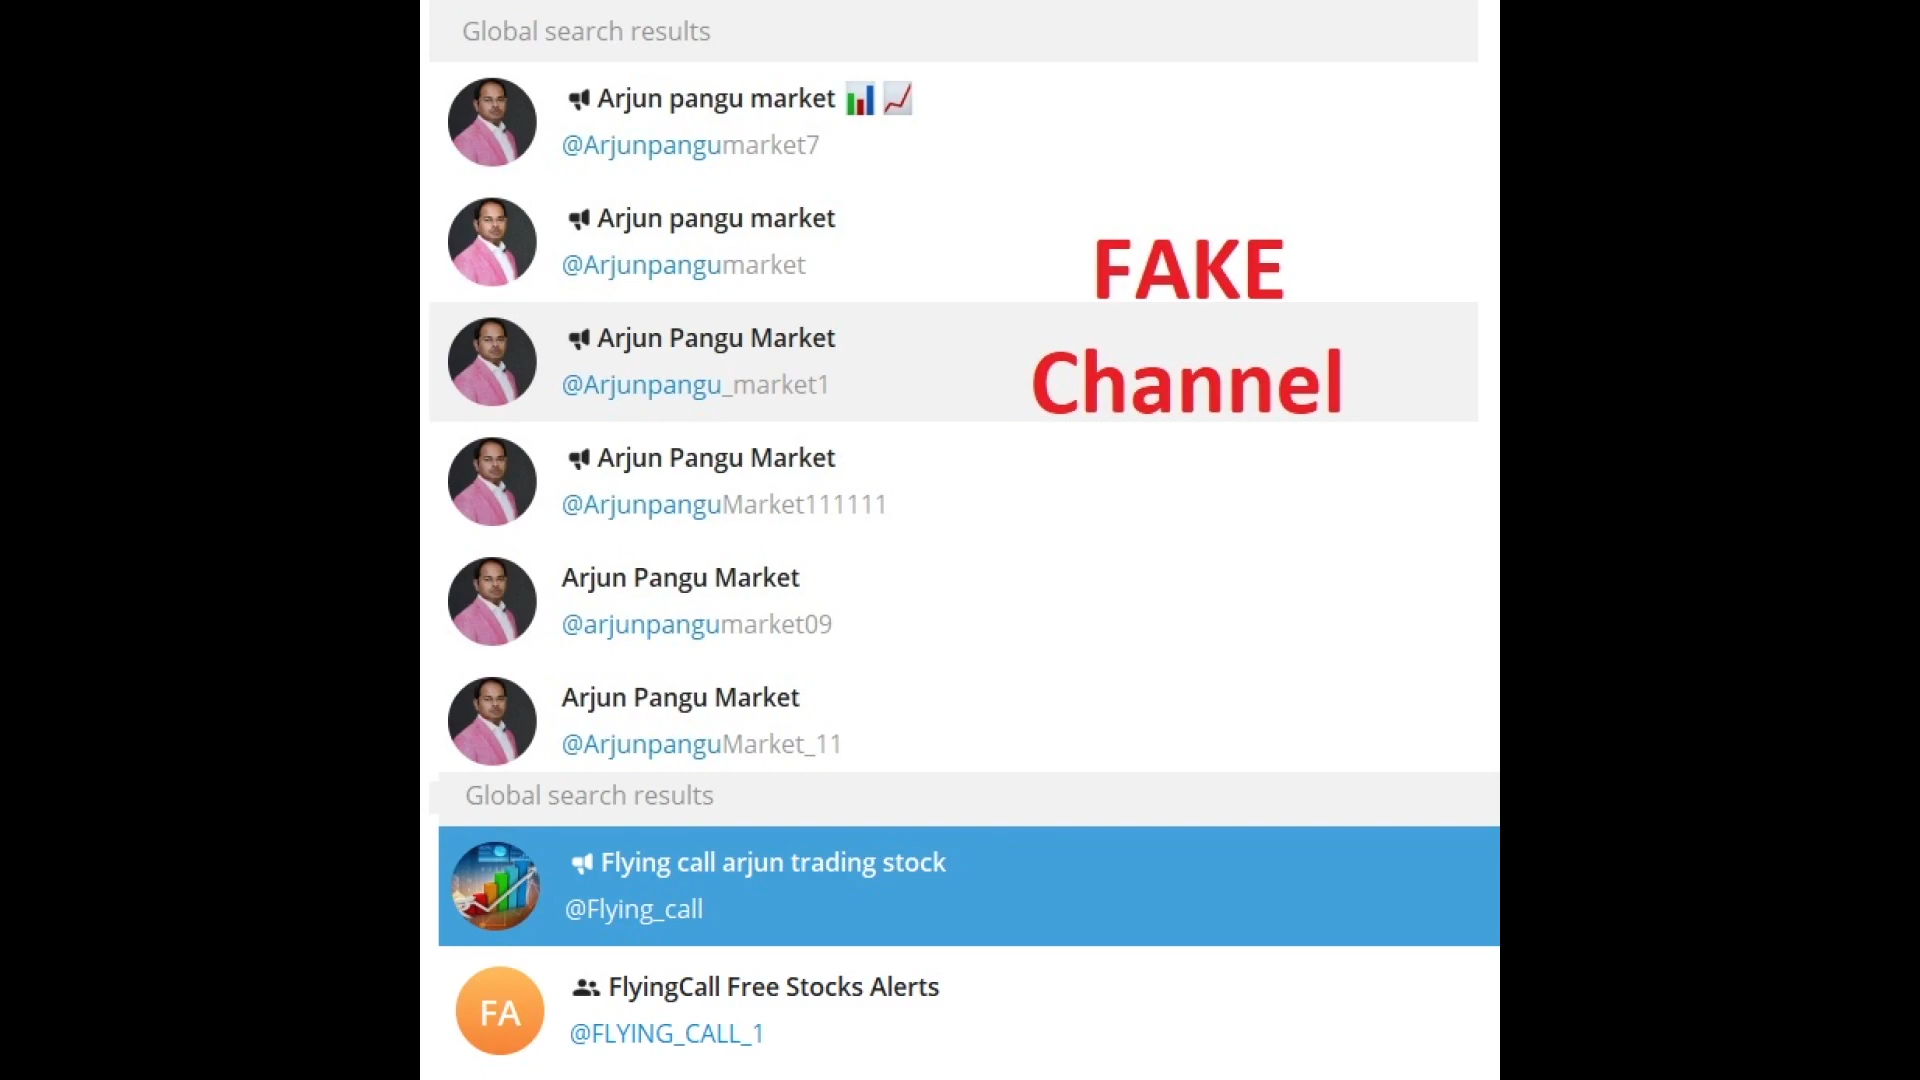 Global search results
Arjun pangu market
@Arjunpangumarket7
Arjun pangu market
@Arjunpangumarket
FAKE
Arjun Pangu Market
@Arjunpangu_market1
Channel
Arjun Pangu Market
@ArjunpanguMarket111111
Arjun Pangu Market
@arjunpangumarket09
Arjun Pangu Market
@ArjunpanguMarket_11
Global search results
Flying call arjun trading stock
@Flying_call
FA
FlyingCall Free Stocks Alerts
@FLYING_CALL_1